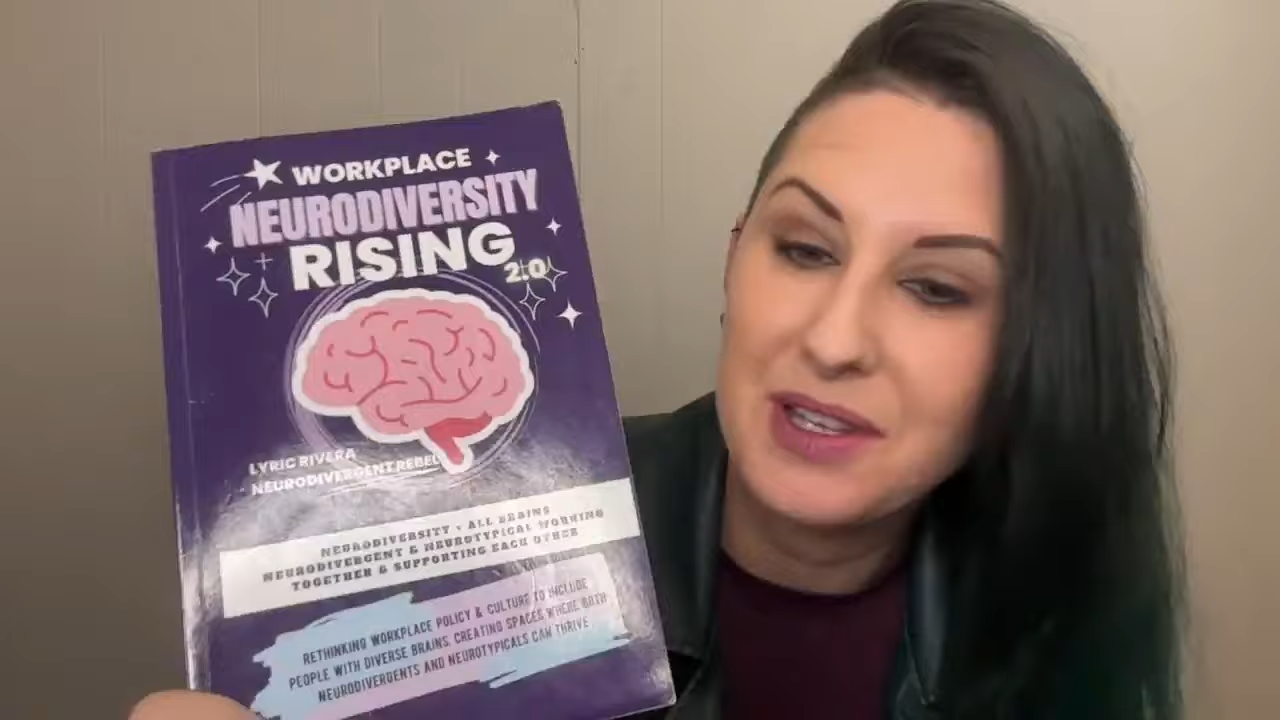 WORKPLACE
NEURODIVERSITY
RISING
2.0
LYRIC RIVERA
NEURODIVERGENT REBEL
NEURODIVERSITY = ALL BRAINS
NEURODIVERGENT & NEUROTYPICAL WORKING
TOGETHER & SUPPORTING EACH OTHER
RETHINKING WORKPLACE POLICY & CULTURE TO INCLUDE
PEOPLE WITH DIVERSE BRAINS, CREATING SPACES WHERE BOTH
NEURODIVERGENTS AND NEUROTYPICALS CAN THRIVE